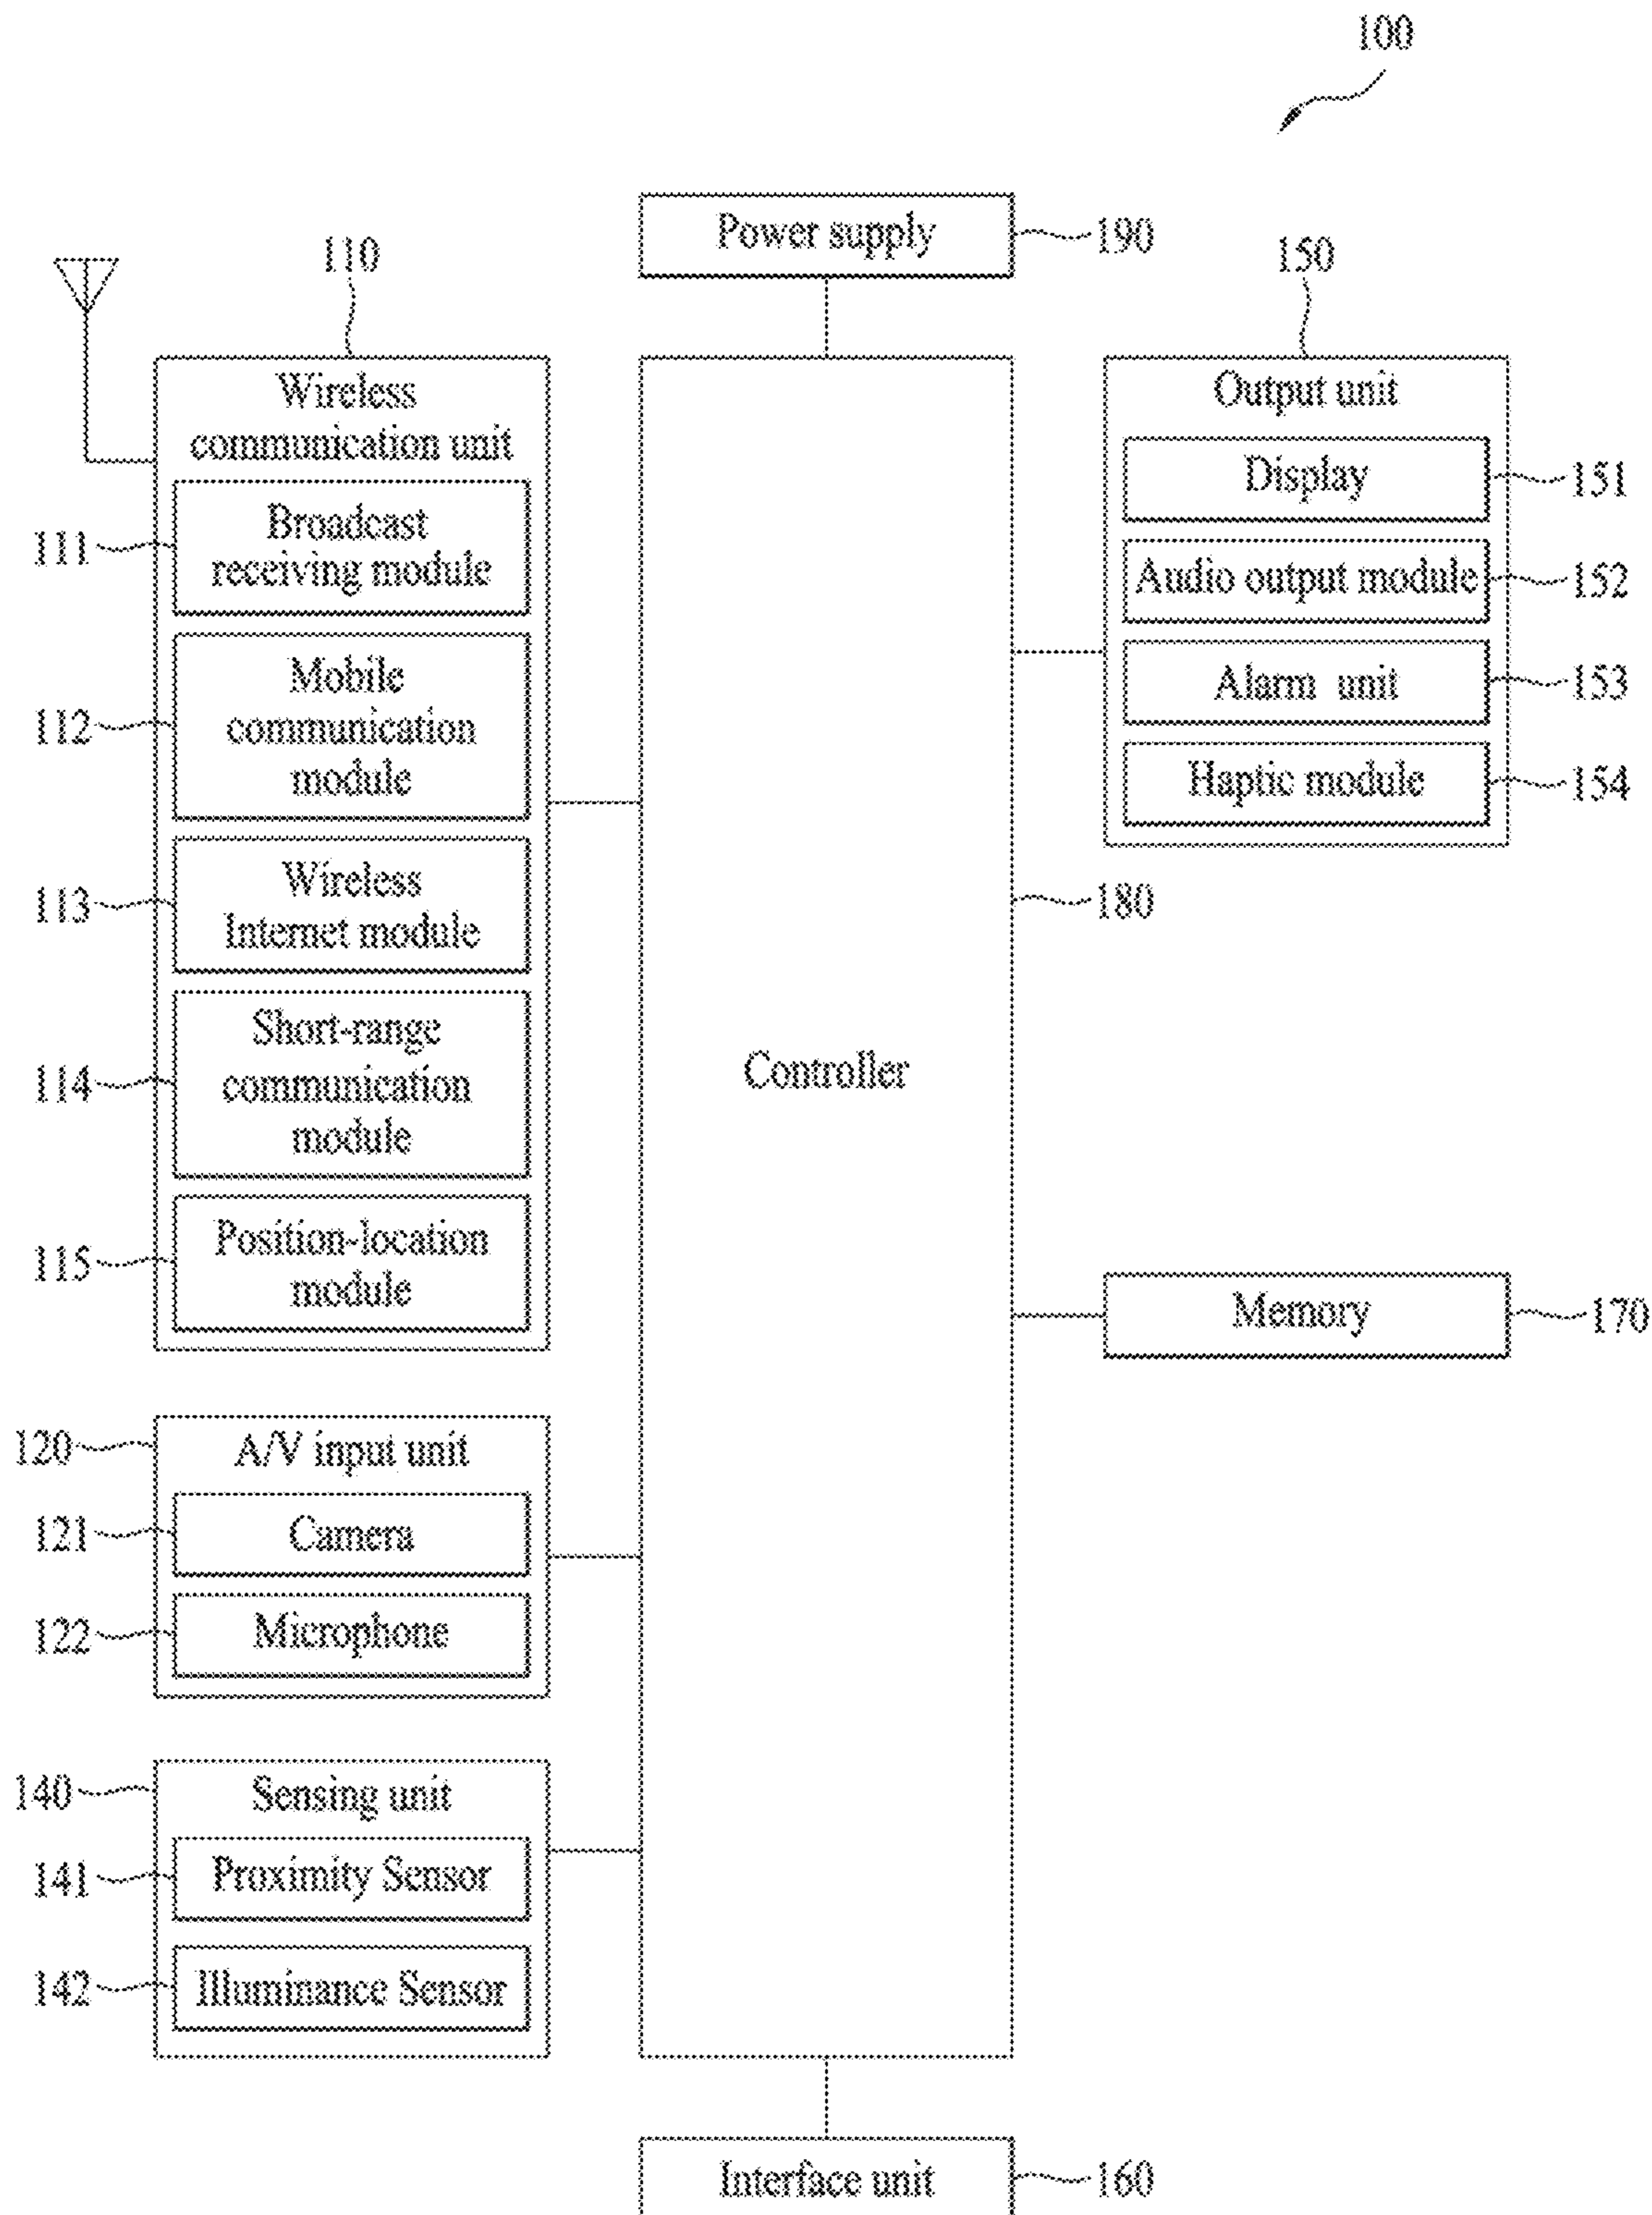 100
Power supply
190
110
150
Wireless
communication unit
Broadcast
receiving module
111
Mobile
communication
module
112
Wireless
Internet module
113
Short-range
communication
module
114
Position-location
module
115
Output unit
Display
151
Audio output module
152
Alarm unit
153
Haptic module
154
180
Controller
Memory
170
120
A/V input unit
121
Camera
122
Microphone
140
Sensing unit
141
Proximity Sensor
142
Illuminance Sensor
Interface unit
160